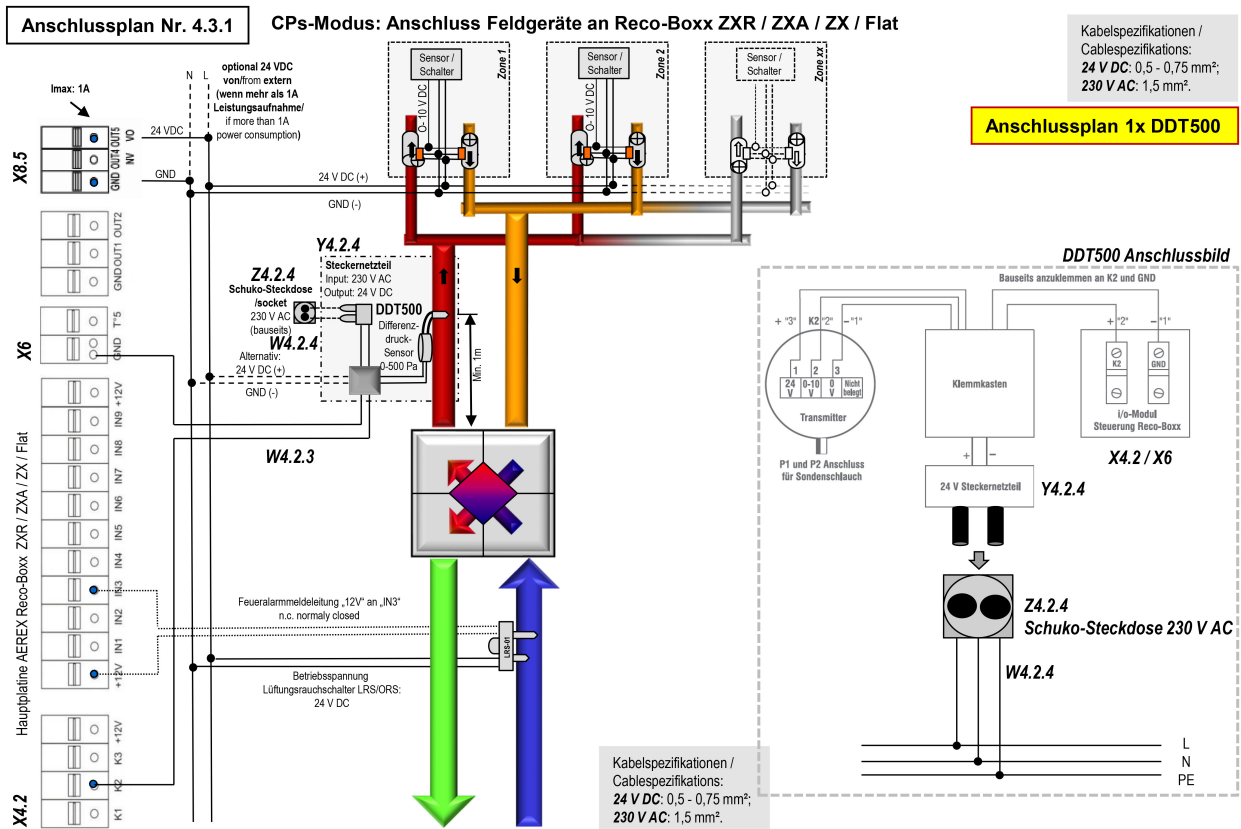 Anschlussplan Nr. 4.3.1
CPs-Modus: Anschluss Feldgeräte an Reco-Boxx ZXR / ZXA / ZX / Flat
Kabelspezifikationen /
Cablespezifikations:
24 V DC: 0,5 - 0,75 mm²;
230 V AC: 1,5 mm².
Anschlussplan 1x DDT500
Imax: 1A
N L
optional 24 VDC
von/from extern
(wenn mehr als 1A
Leistungsaufnahme/
if more than 1A
power consumption)
Sensor /
Schalter
Zone 1
O- 10 V DC
Sensor /
Schalter
Zone 2
O- 10 V DC
Sensor /
Schalter
Zone xx
X8.5
OUT5 VO
OUT4 INV
GND
24 VDC
GND
24 V DC (+)
GND (-)
OUT2
OUT1
GND
X6
T°5
GND
Y4.2.4
Steckernetzteil
Input: 230 V AC
Output: 24 V DC
Z4.2.4
Schuko-Steckdose
/socket
230 V AC
(bauseits)
W4.2.4
Alternativ:
24 V DC (+)
GND (-)
DDT500
Differenz-
druck-
Sensor
0-500 Pa
Min. 1m
W4.2.3
Hauptplatine AEREX Reco-Boxx ZXR / ZXA / ZX / Flat
+12V
IN9
IN8
IN7
IN6
IN5
IN4
IN3
IN2
IN1
+12V
Feueralarmmeldeleitung „12V“ an „IN3“
n.c. normaly closed
LRS-01
Betriebsspannung
Lüftungsrauchschalter LRS/ORS:
24 V DC
X4.2
+12V
K3
K2
K1
Kabelspezifikationen /
Cablespezifikations:
24 V DC: 0,5 - 0,75 mm²;
230 V AC: 1,5 mm².
DDT500 Anschlussbild
Bauseits anzuklemmen an K2 und GND
+ "3" K2 "2" – "1"
+ "2" – "1"
1 2 3
24 V
0-10 V
0 V
Nicht belegt
Transmitter
P1 und P2 Anschluss
für Sondenschlauch
Klemmkasten
+ –
K2
GND
i/o-Modul
Steuerung Reco-Boxx
X4.2 / X6
24 V Steckernetzteil
Y4.2.4
Z4.2.4
Schuko-Steckdose 230 V AC
W4.2.4
L
N
PE